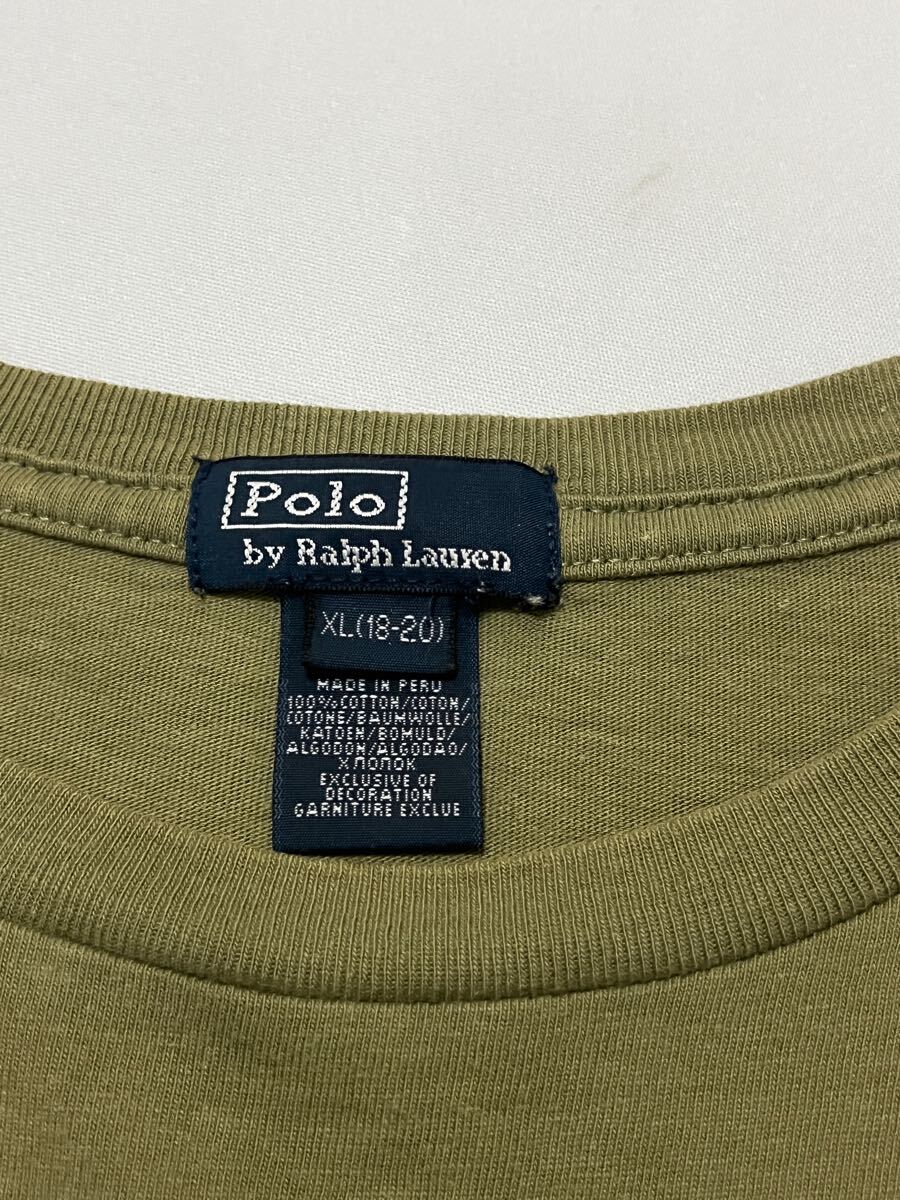 Polo
by Ralph Lauren
XL(18-20)
MADE IN PERU
100%COTTON/COTON/
COTONE/BAUMWOLLE/
KATOEN/BOMULD/
ALGODON/ALGODAO/
ХЛОПОК
EXCLUSIVE OF
DECORATION
GARNITURE EXCLUE